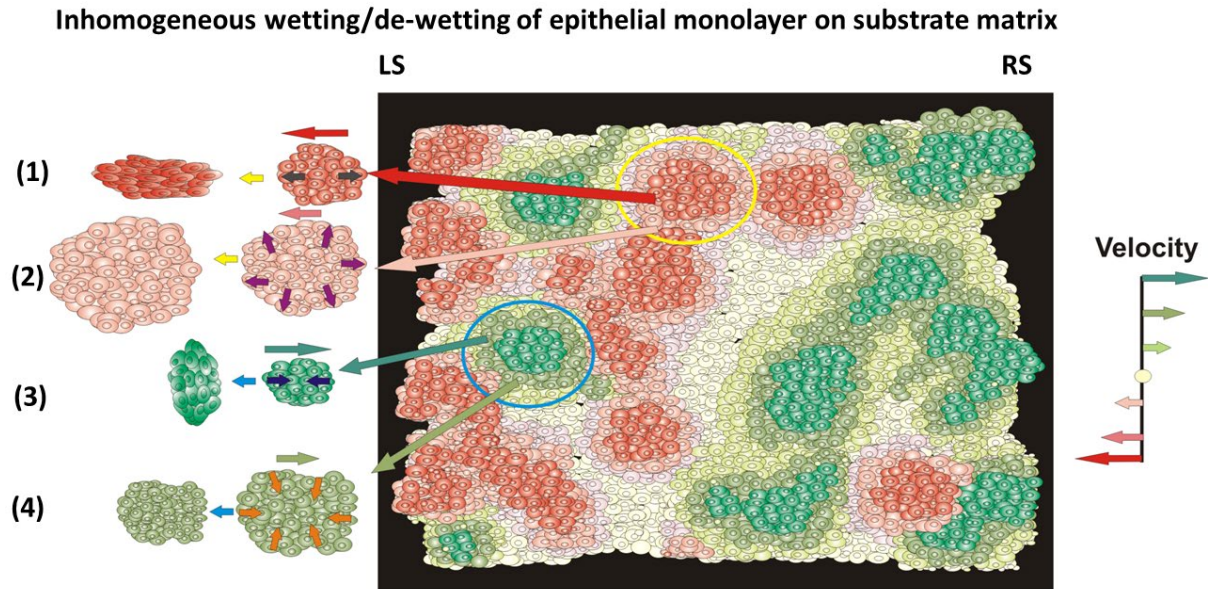 Inhomogeneous wetting/de-wetting of epithelial monolayer on substrate matrix
LS
RS
(1)
(2)
(3)
(4)
Velocity